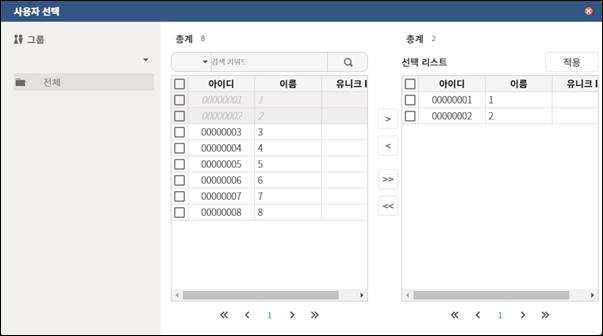 사용자 선택
그룹
전체
총계 8
검색 키워드
아이디 이름 유니크 I
00000001 1
00000002 2
00000003 3
00000004 4
00000005 5
00000006 6
00000007 7
00000008 8
« < 1 > »
>
<
>>
<<
총계 2
선택 리스트 적용
아이디 이름 유니크
00000001 1
00000002 2
« < 1 > »